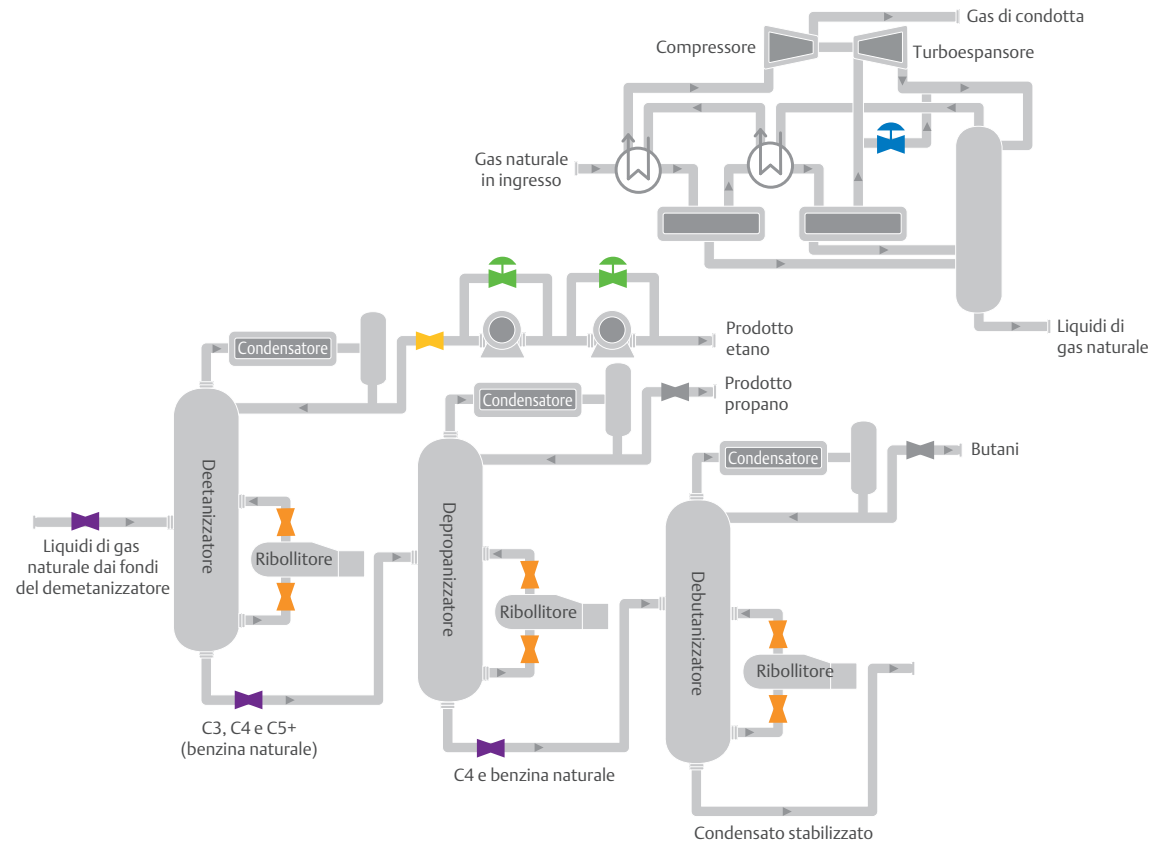 Gas di condotta
Compressore
Turboespansore
Gas naturale
in ingresso
Liquidi di
gas naturale
Prodotto
etano
Condensatore
Prodotto
propano
Condensatore
Butani
Condensatore
Deetanizzatore
Depropanizzatore
Debutanizzatore
Liquidi di gas
naturale dai fondi
del demetanizzatore
Ribollitore
Ribollitore
Ribollitore
C3, C4 e C5+
(benzina naturale)
C4 e benzina naturale
Condensato stabilizzato